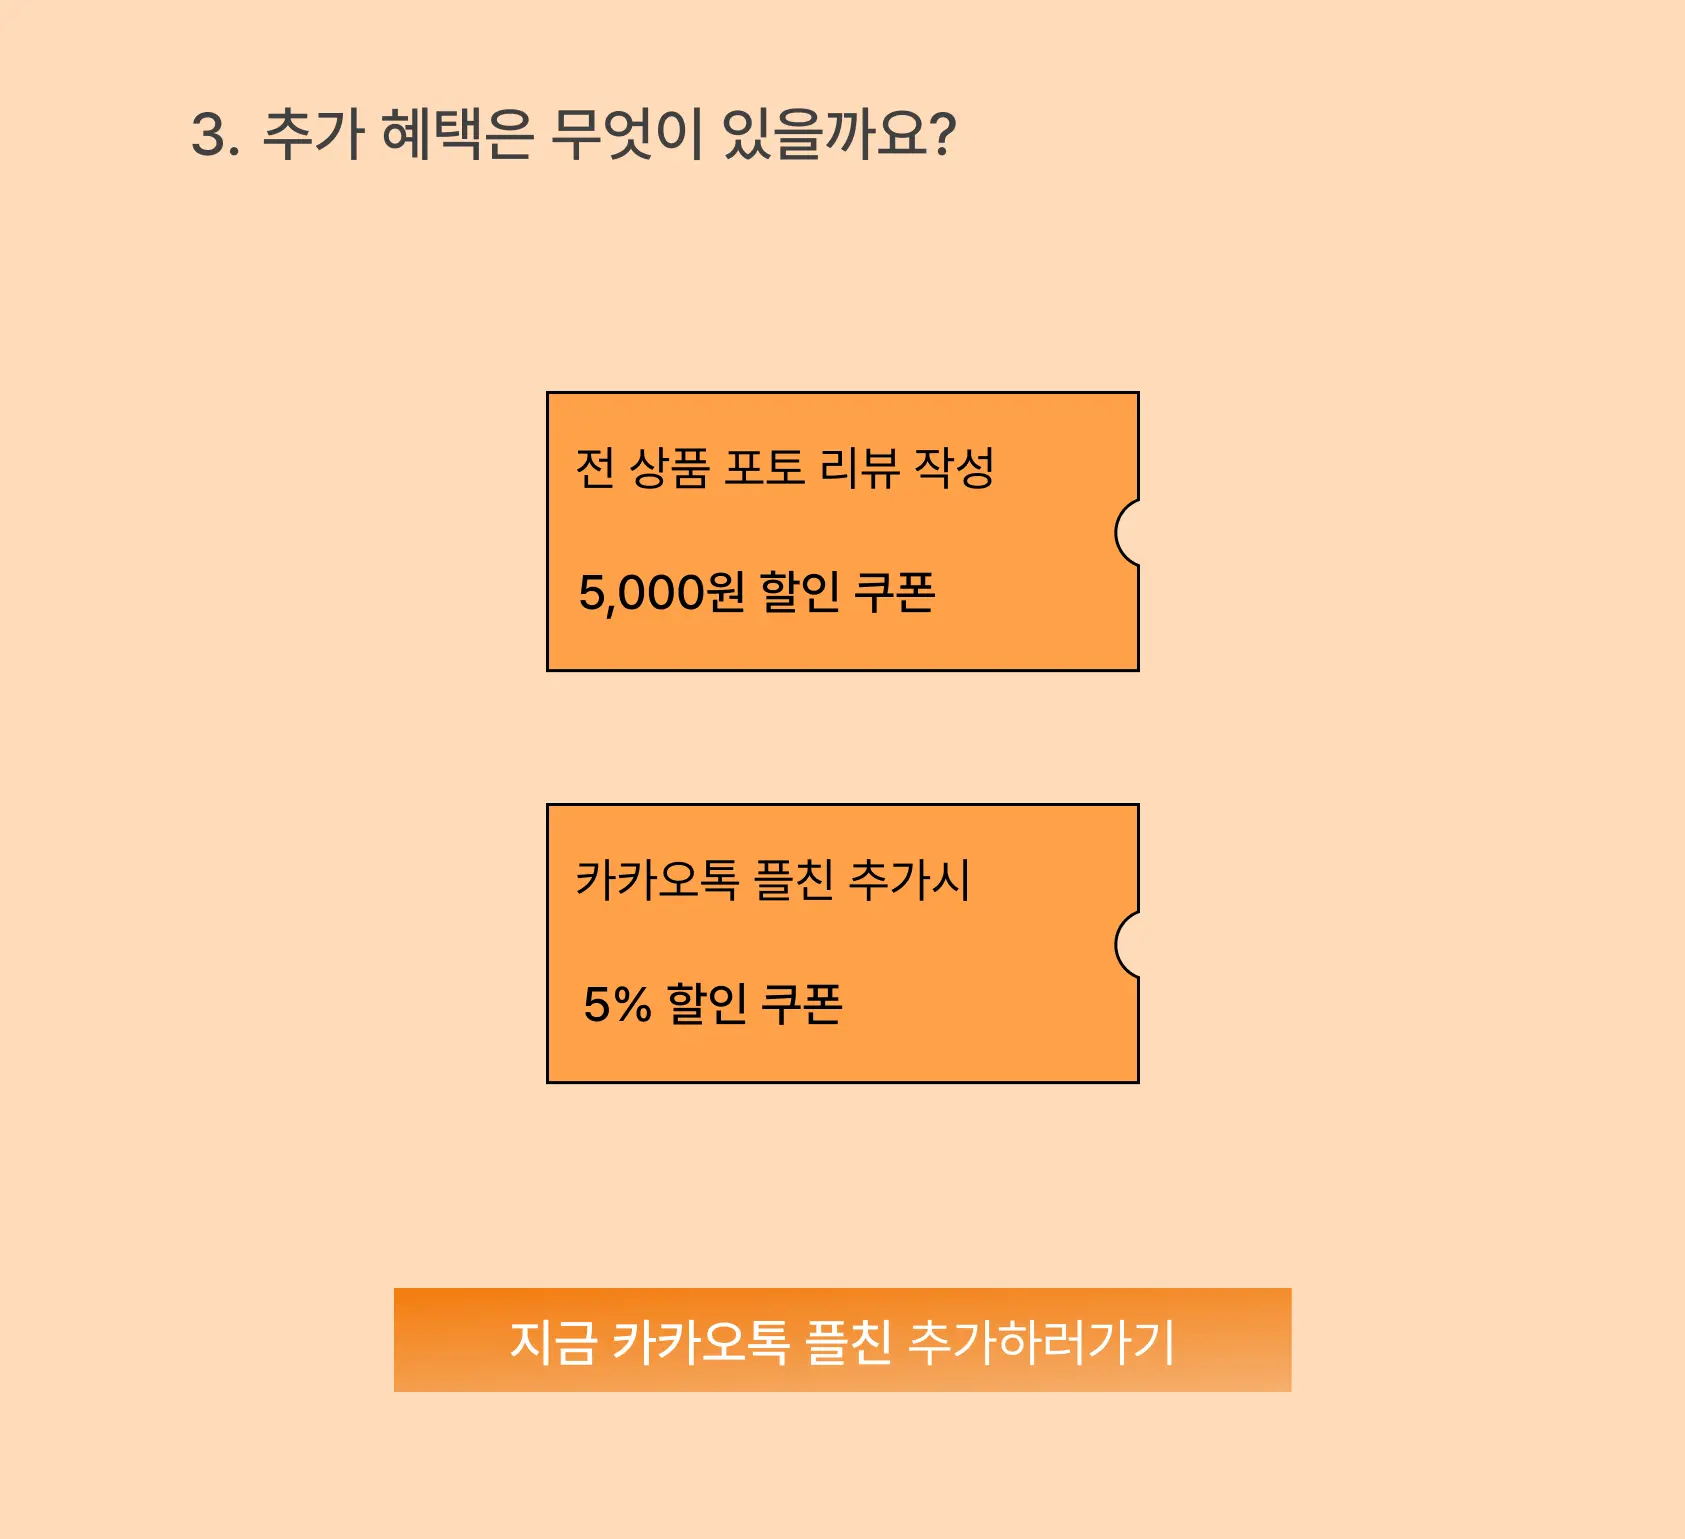 3. 추가 혜택은 무엇이 있을까요?
전 상품 포토 리뷰 작성
5,000원 할인 쿠폰
카카오톡 플친 추가시
5% 할인 쿠폰
지금 카카오톡 플친 추가하러가기